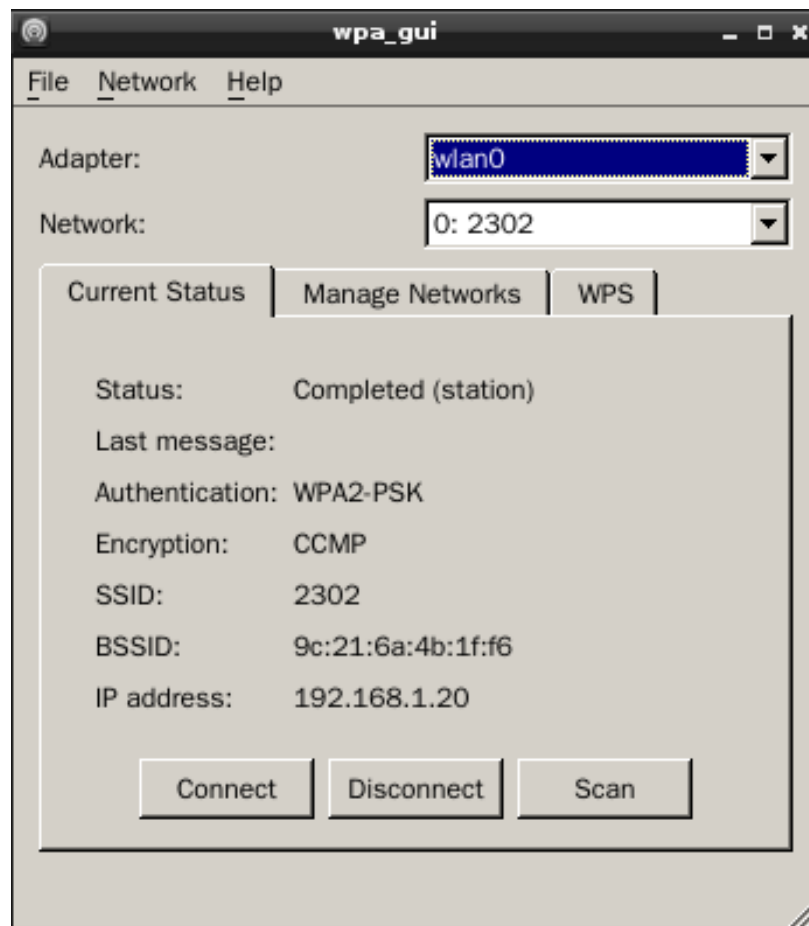 wpa_gui
File Network Help
Adapter: wlan0
Network: 0: 2302
Current Status Manage Networks WPS
Status: Completed (station)
Last message:
Authentication: WPA2-PSK
Encryption: CCMP
SSID: 2302
BSSID: 9c:21:6a:4b:1f:f6
IP address: 192.168.1.20
Connect Disconnect Scan